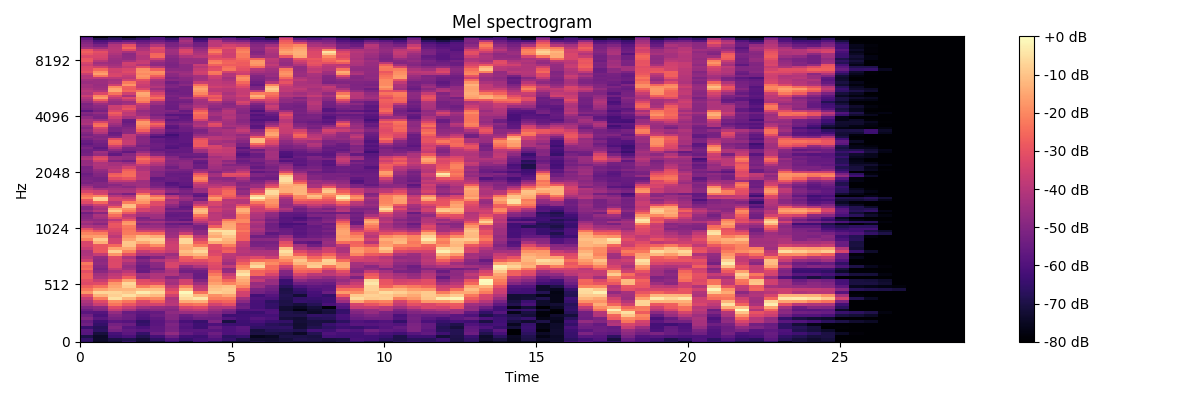 Mel spectrogram
Hz
8192
4096
2048
1024
512
0
0 5 10 15 20 25
Time
+0 dB
-10 dB
-20 dB
-30 dB
-40 dB
-50 dB
-60 dB
-70 dB
-80 dB